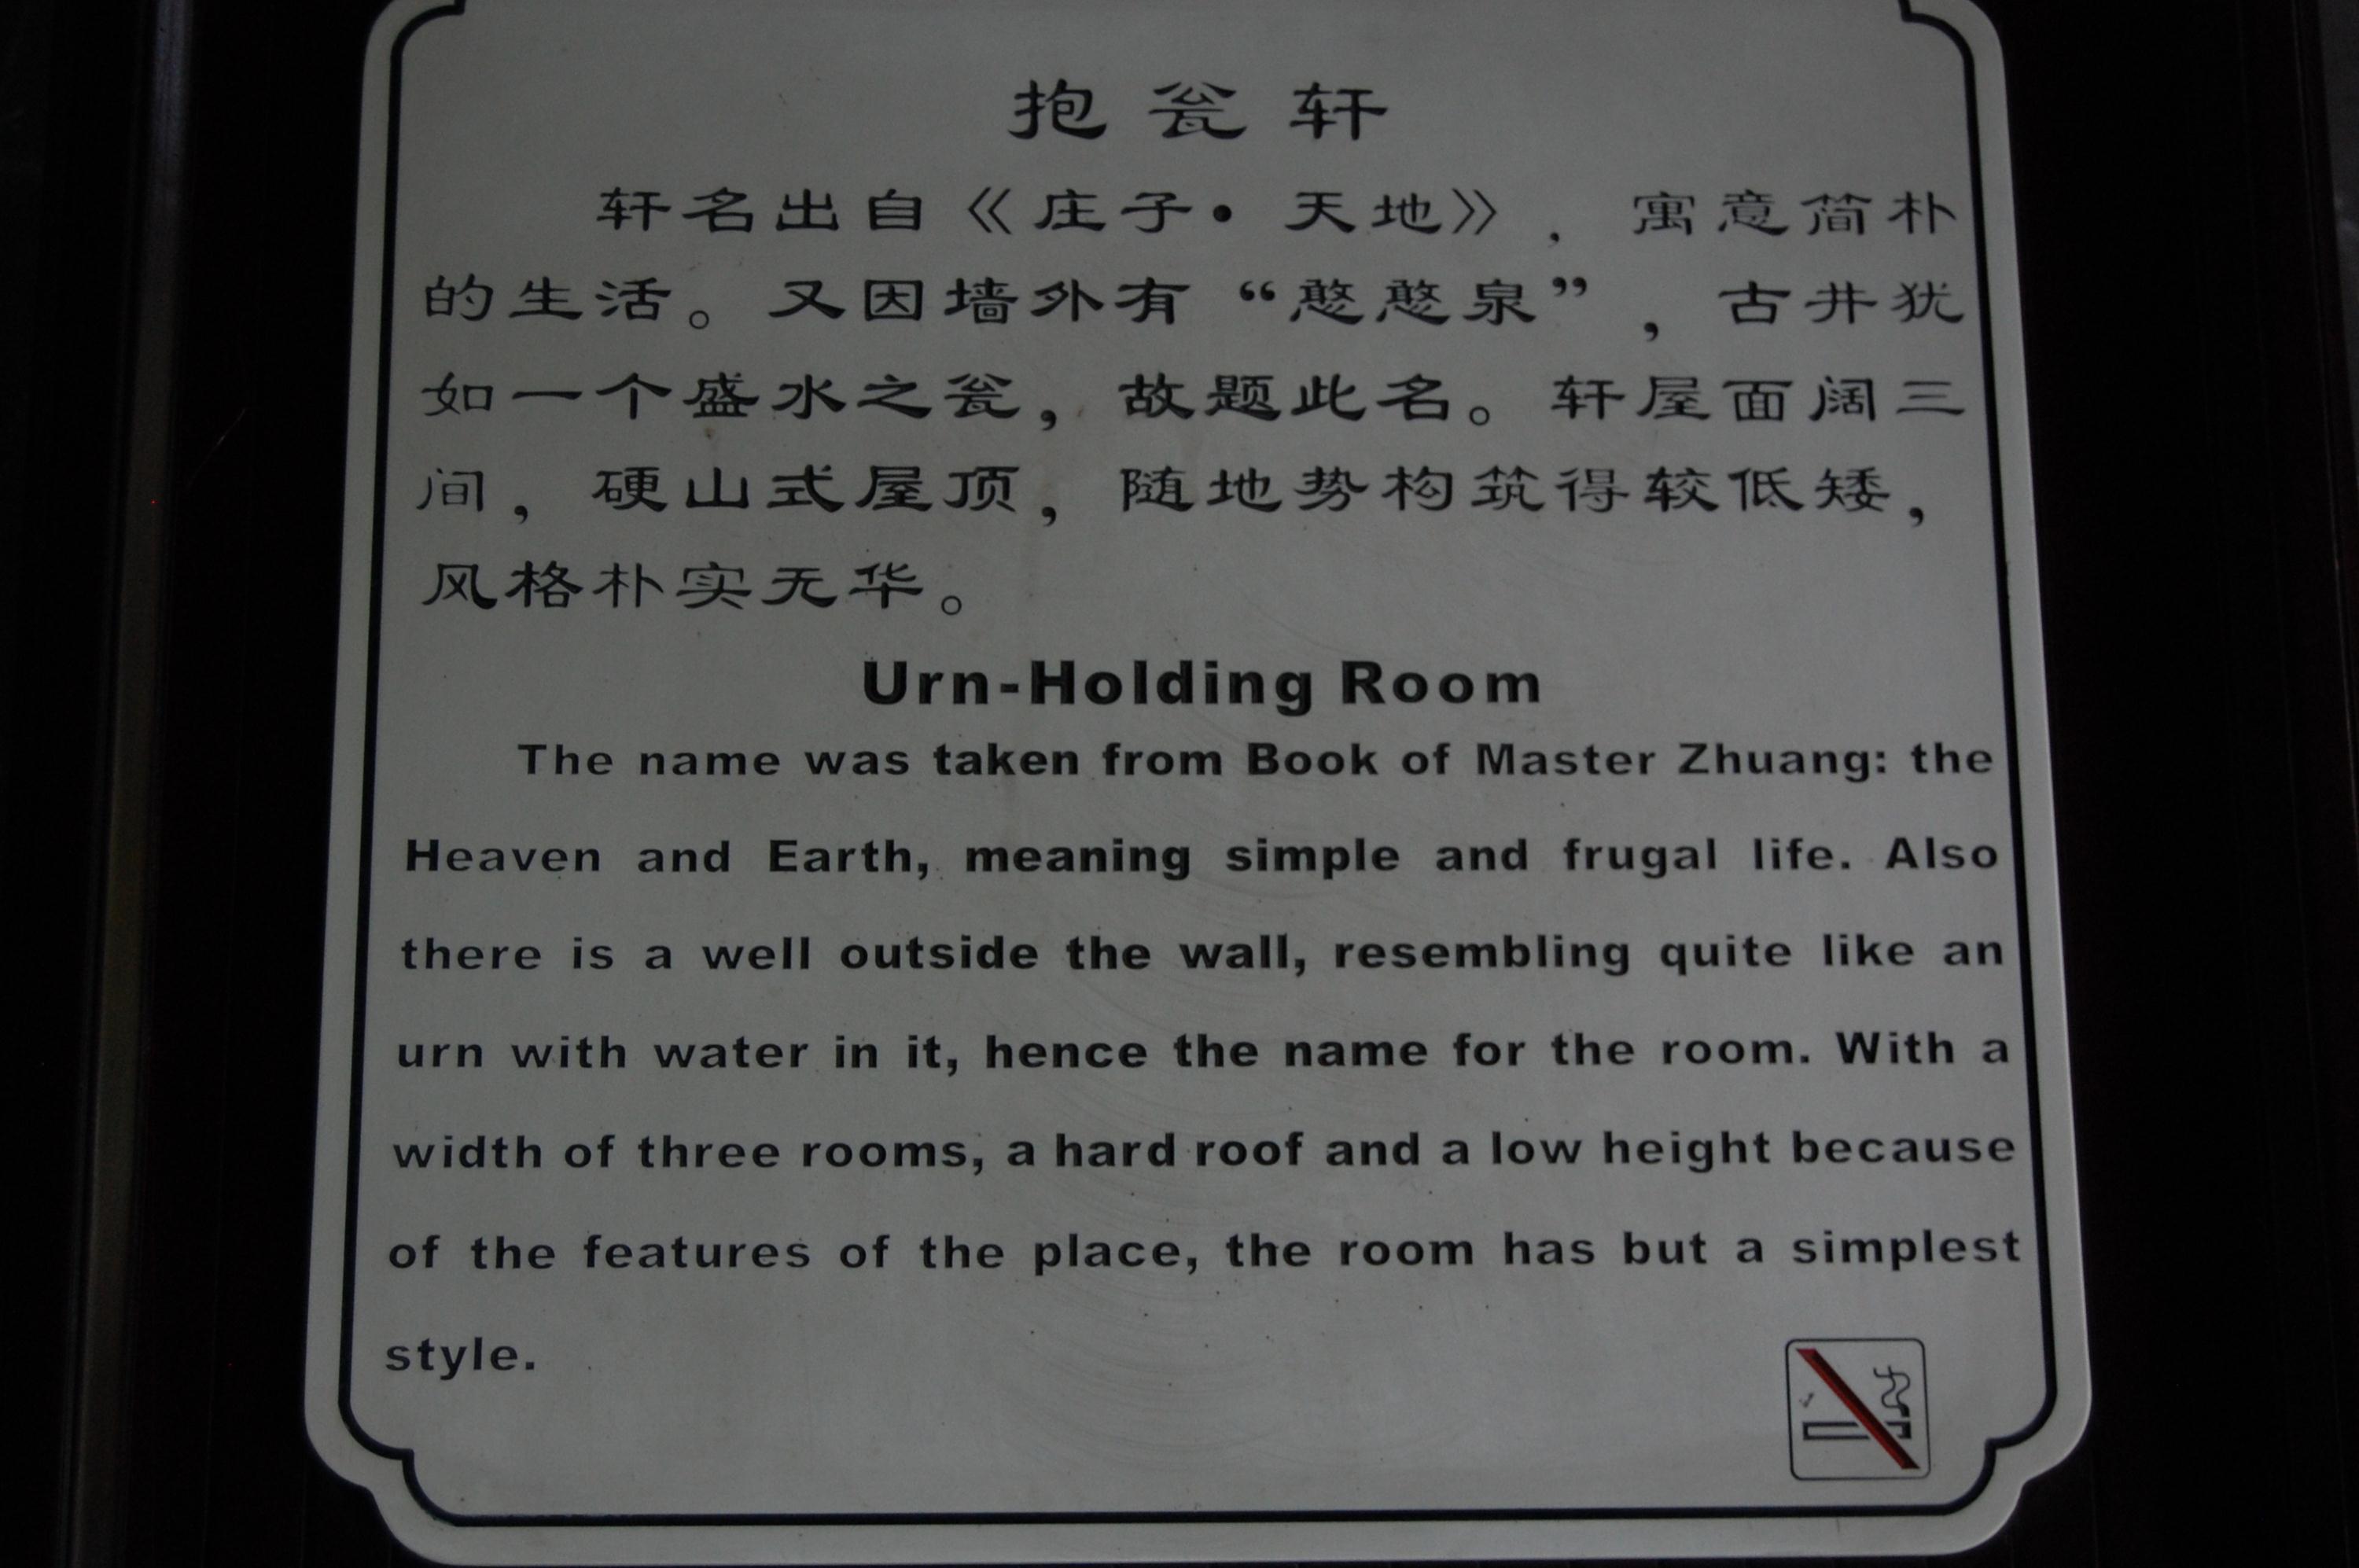 抱瓮轩
轩名出自《庄子·天地》，寓意简朴
的生活。又因墙外有“憨憨泉”，古井犹
如一个盛水之瓮，故题此名。轩屋面阔三
间，硬山式屋顶，随地势构筑得较低矮，
风格朴实无华。
Urn-Holding Room
The name was taken from Book of Master Zhuang: the
Heaven and Earth, meaning simple and frugal life. Also
there is a well outside the wall, resembling quite like an
urn with water in it, hence the name for the room. With a
width of three rooms, a hard roof and a low height because
of the features of the place, the room has but a simplest
style.